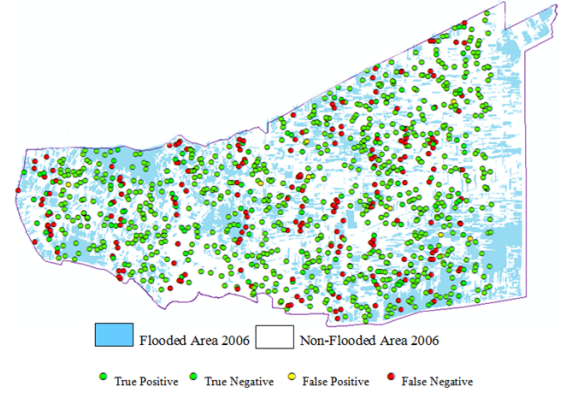 Flooded Area 2006 Non-Flooded Area 2006
True Positive True Negative False Positive False Negative